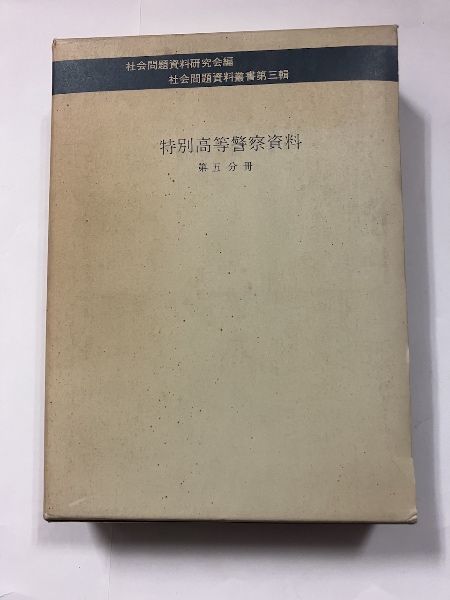 社会問題資料研究会編
社会問題資料叢書第三輯
特別高等警察資料
第五分冊